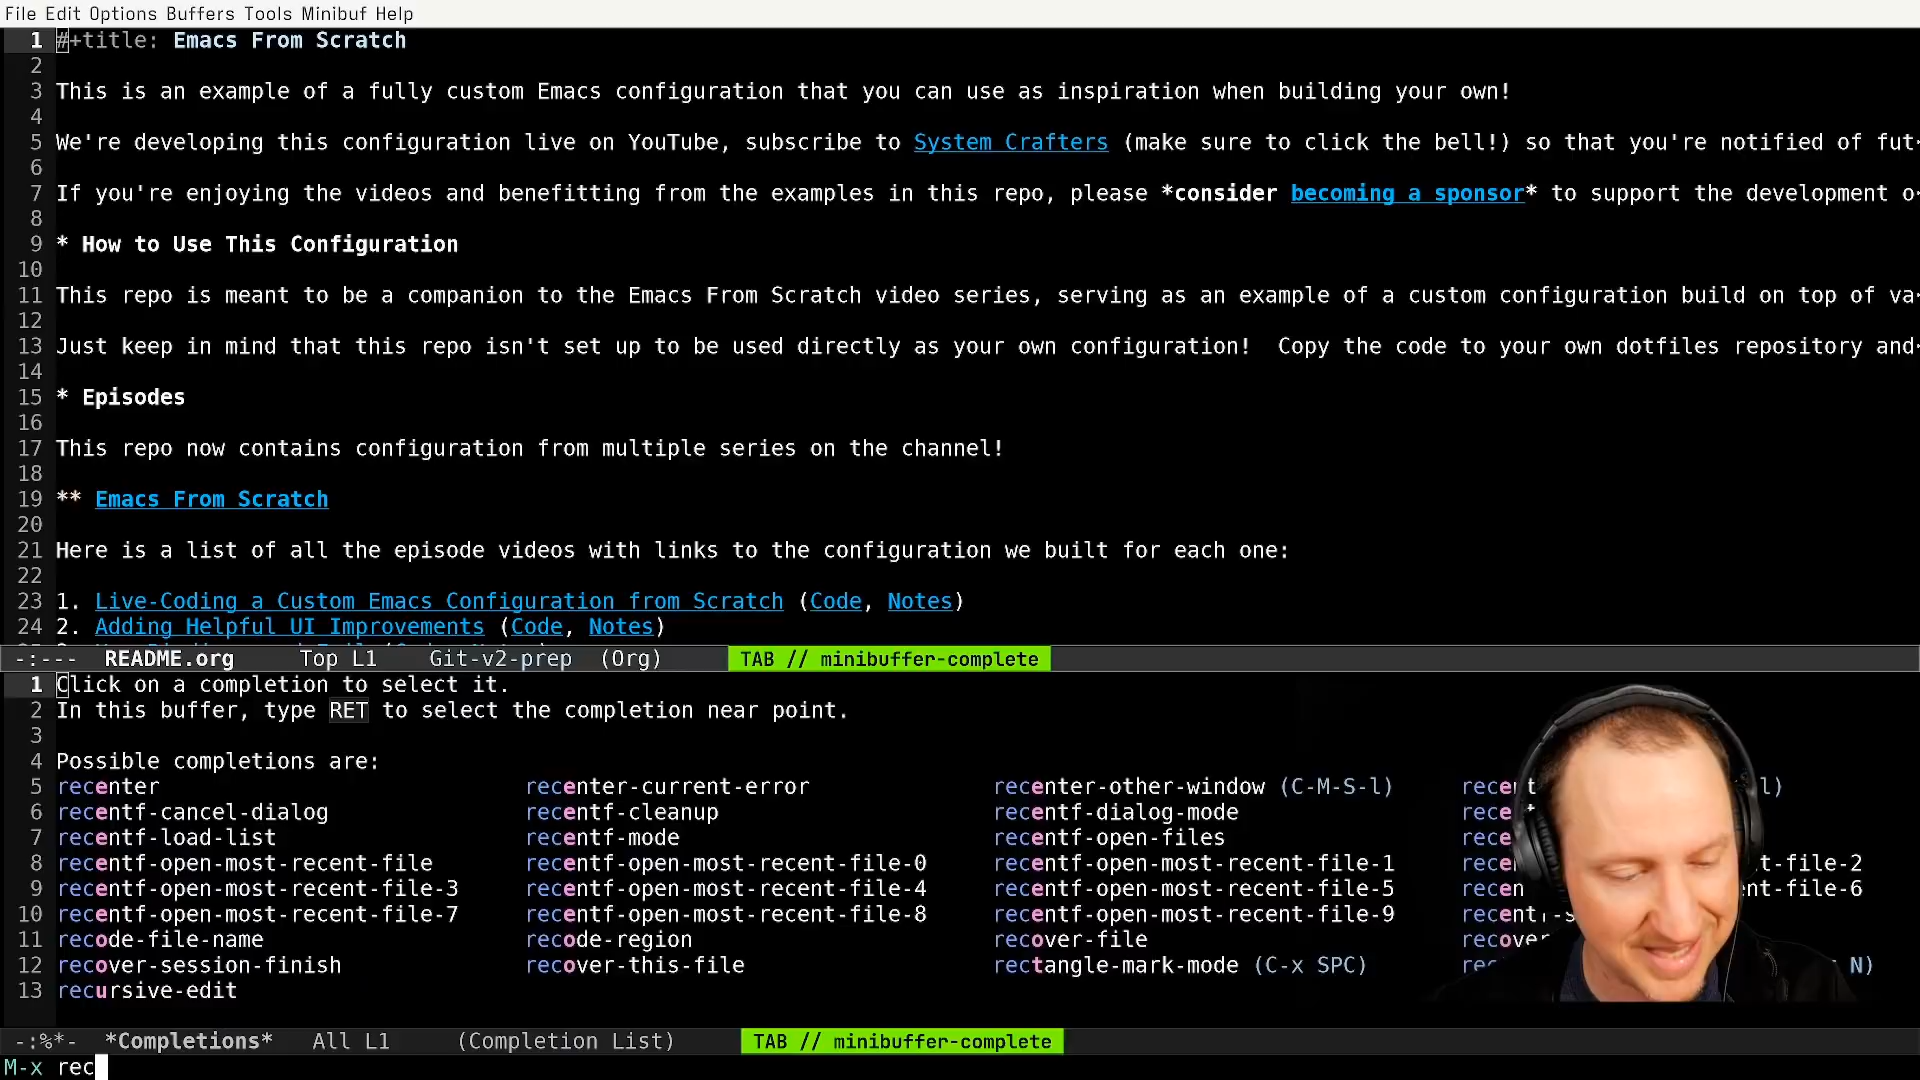 File Edit Options Buffers Tools Minibuf Help
1 #+title: Emacs From Scratch
2
3 This is an example of a fully custom Emacs configuration that you can use as inspiration when building your own!
4
5 We're developing this configuration live on YouTube, subscribe to System Crafters (make sure to click the bell!) so that you're notified of fut
6
7 If you're enjoying the videos and benefitting from the examples in this repo, please *consider becoming a sponsor* to support the development o
8
9 * How to Use This Configuration
10
11 This repo is meant to be a companion to the Emacs From Scratch video series, serving as an example of a custom configuration build on top of va
12
13 Just keep in mind that this repo isn't set up to be used directly as your own configuration!  Copy the code to your own dotfiles repository and
14
15 * Episodes
16
17 This repo now contains configuration from multiple series on the channel!
18
19 ** Emacs From Scratch
20
21 Here is a list of all the episode videos with links to the configuration we built for each one:
22
23 1. Live-Coding a Custom Emacs Configuration from Scratch (Code, Notes)
24 2. Adding Helpful UI Improvements (Code, Notes)
-:--- README.org Top L1 Git-v2-prep (Org) TAB // minibuffer-complete
1 Click on a completion to select it.
2 In this buffer, type RET to select the completion near point.
3
4 Possible completions are:
5 recenter recenter-current-error recenter-other-window (C-M-S-l) recent l)
6 recentf-cancel-dialog recentf-cleanup recentf-dialog-mode rece
7 recentf-load-list recentf-mode recentf-open-files rece
8 recentf-open-most-recent-file recentf-open-most-recent-file-0 recentf-open-most-recent-file-1 rece t-file-2
9 recentf-open-most-recent-file-3 recentf-open-most-recent-file-4 recentf-open-most-recent-file-5 recen ent-file-6
10 recentf-open-most-recent-file-7 recentf-open-most-recent-file-8 recentf-open-most-recent-file-9 recentf-s
11 recode-file-name recode-region recover-file recover
12 recover-session-finish recover-this-file rectangle-mark-mode (C-x SPC) rec N)
13 recursive-edit
-:%*- *Completions* All L1 (Completion List) TAB // minibuffer-complete
M-x rec